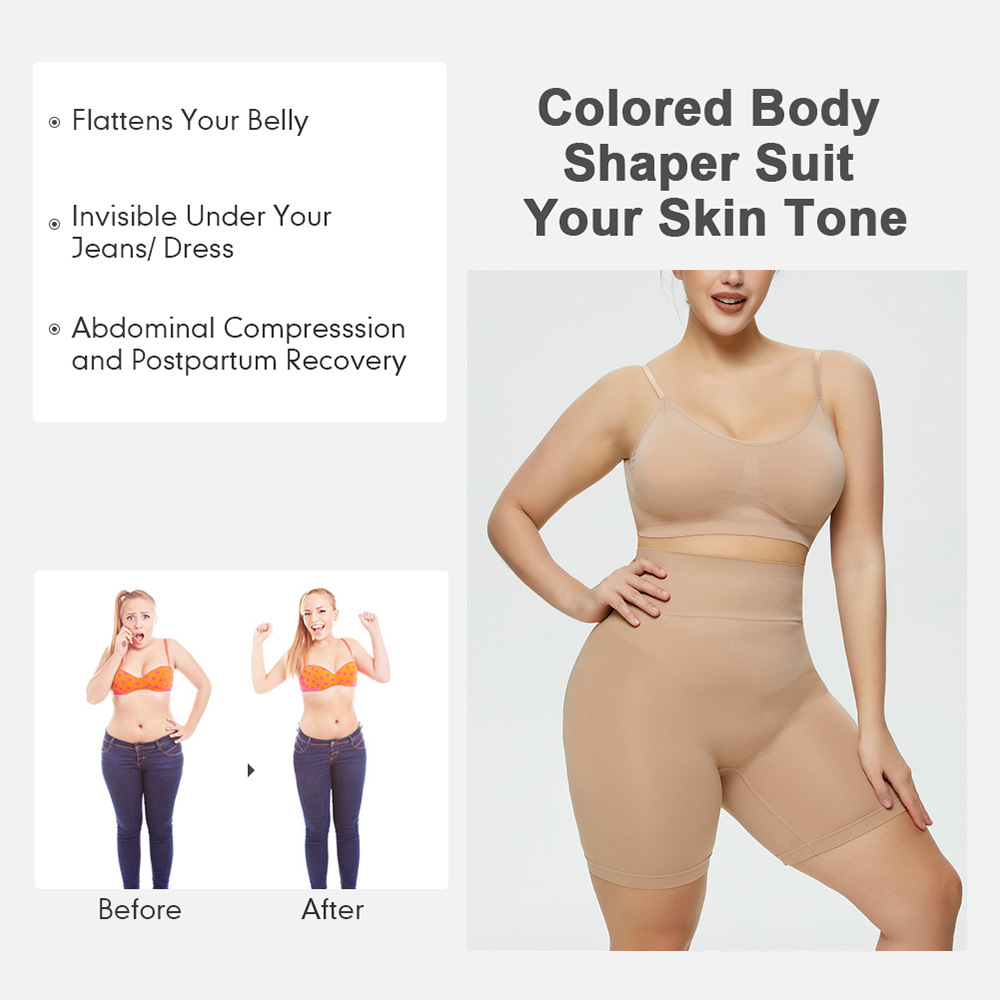 Colored Body
Shaper Suit
Your Skin Tone
Flattens Your Belly
Invisible Under Your
Jeans/ Dress
Abdominal Compresssion
and Postpartum Recovery
Before
After